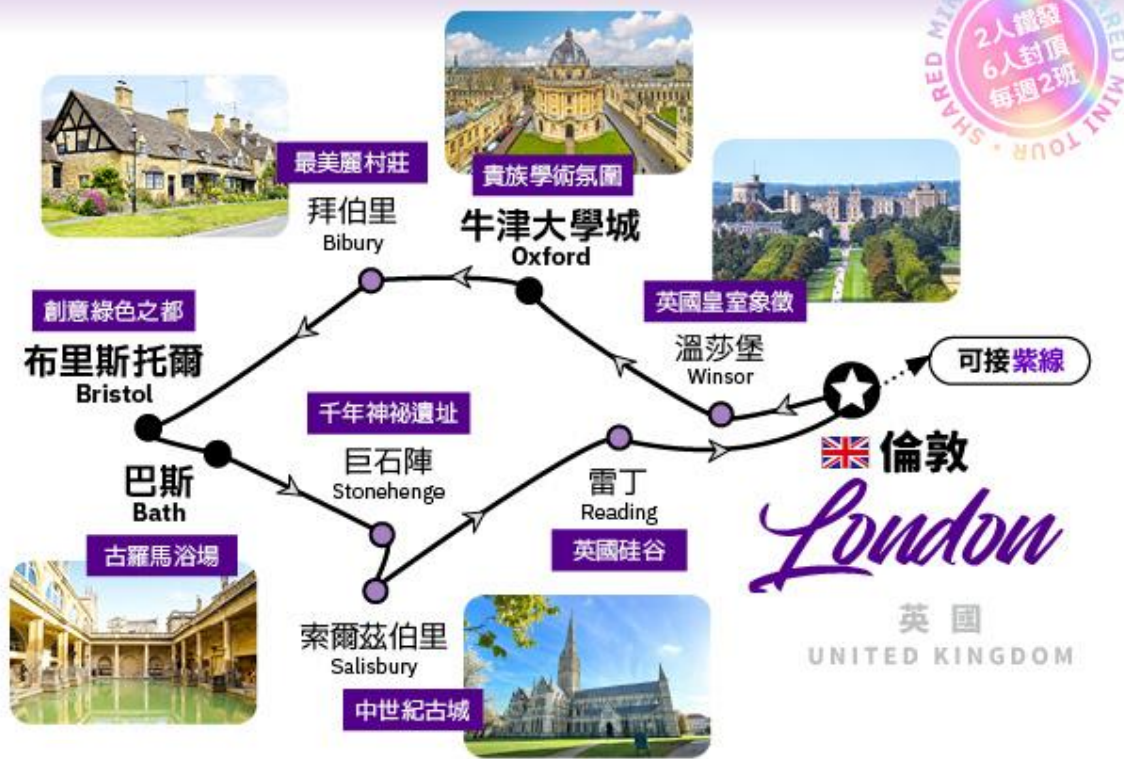 SHARED MINI TOUR
2人鐵發
6人封頂
每週2班
最美麗村莊
拜伯里
Bibury
貴族學術氛圍
牛津大學城
Oxford
英國皇室象徵
溫莎堡
Winsor
可接紫線
倫敦
London
英國
UNITED KINGDOM
創意綠色之都
布里斯托爾
Bristol
千年神祕遺址
巨石陣
Stonehenge
雷丁
Reading
英國硅谷
巴斯
Bath
古羅馬浴場
索爾茲伯里
Salisbury
中世紀古城